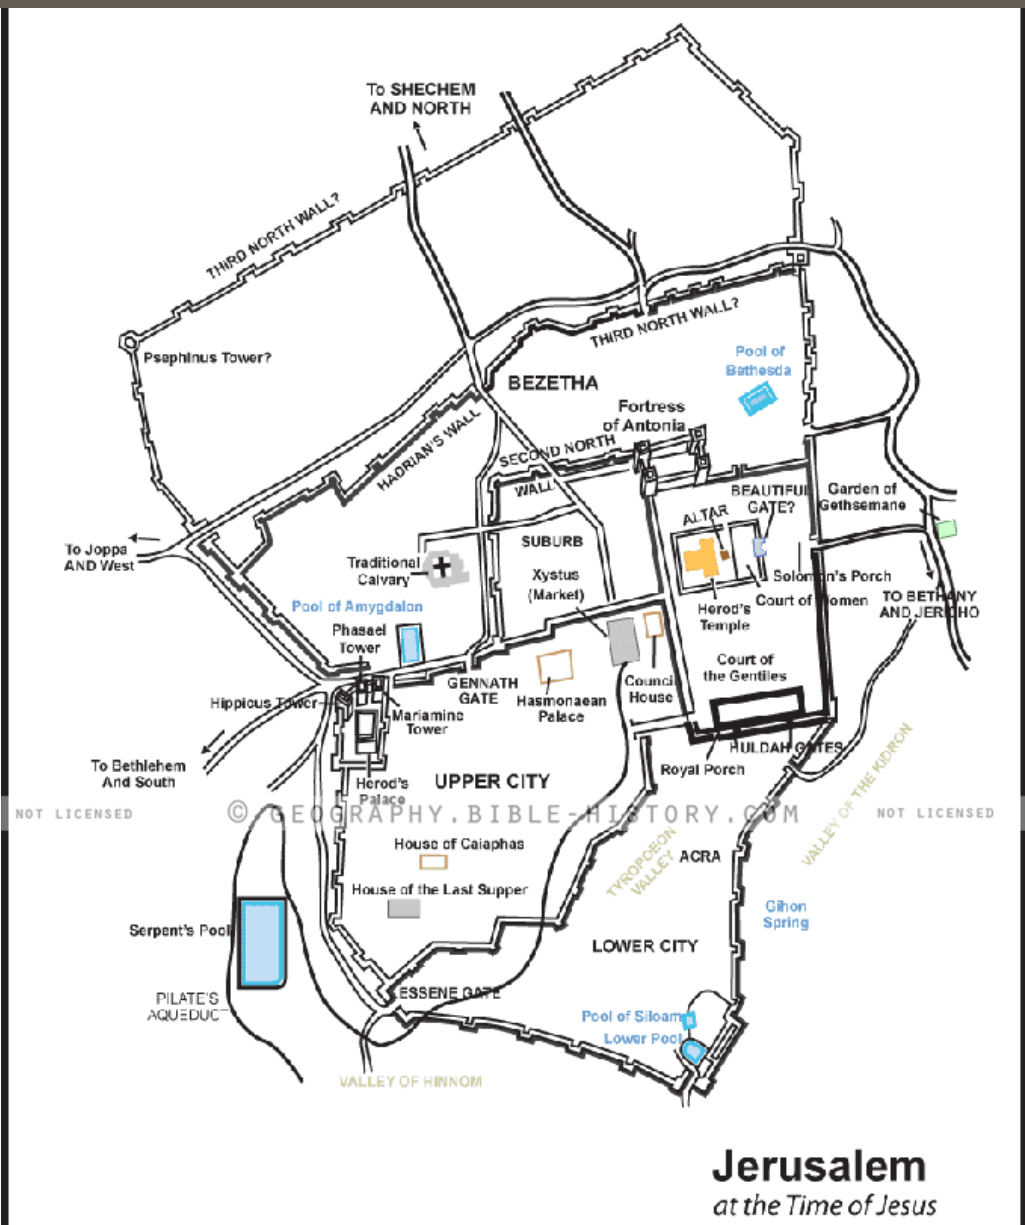 To SHECHEM
AND NORTH
THIRD NORTH WALL?
Psephinus Tower?
THIRD NORTH WALL?
Pool of
Bethesda
BEZETHA
Fortress
of Antonia
HADRIAN'S WALL
SECOND NORTH
WALL
BEAUTIFUL
GATE?
Garden of
Gethsemane
ALTAR
To Joppa
AND West
SUBURB
Traditional
Calvary
Xystus
(Market)
Solomon's Porch
Court of Women
TO BETHANY
AND JERICHO
Pool of Amygdalon
Herod's
Temple
Phasael
Tower
Court of
the Gentiles
GENNATH
GATE
Council
House
Hasmonaean
Palace
Hippicus Tower
Mariamine
Tower
HULDAH GATES
Royal Porch
To Bethlehem
And South
Herod's
Palace
UPPER CITY
VALLEY OF THE KIDRON
NOT LICENSED
© GEOGRAPHY.BIBLE-HISTORY.COM
NOT LICENSED
House of Caiaphas
TYROPOEON
VALLEY
ACRA
House of the Last Supper
Gihon
Spring
Serpent's Pool
LOWER CITY
PILATE'S
AQUEDUCT
ESSENE GATE
Pool of Siloam
Lower Pool
VALLEY OF HINNOM
Jerusalem
at the Time of Jesus